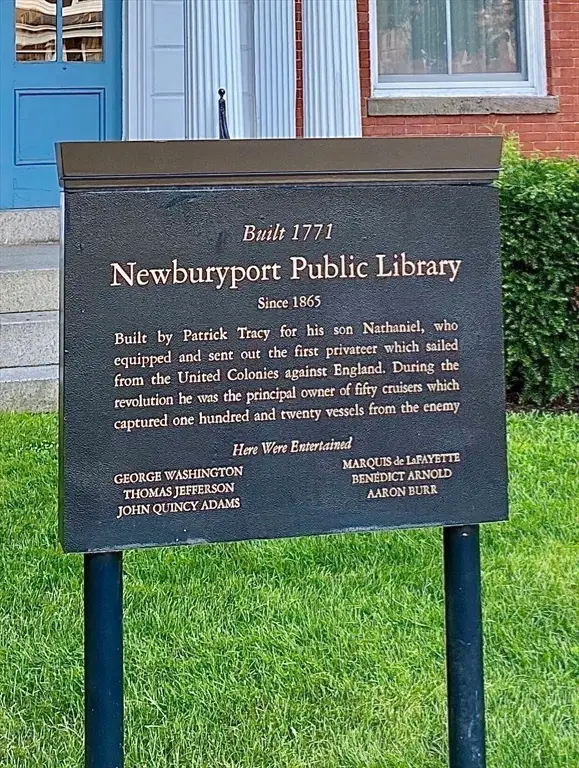 Built 1771
Newburyport Public Library
Since 1865
Built by Patrick Tracy for his son Nathaniel, who
equipped and sent out the first privateer which sailed
from the United Colonies against England. During the
revolution he was the principal owner of fifty cruisers which
captured one hundred and twenty vessels from the enemy
Here Were Entertained
GEORGE WASHINGTON
THOMAS JEFFERSON
JOHN QUINCY ADAMS
MARQUIS de LaFAYETTE
BENEDICT ARNOLD
AARON BURR